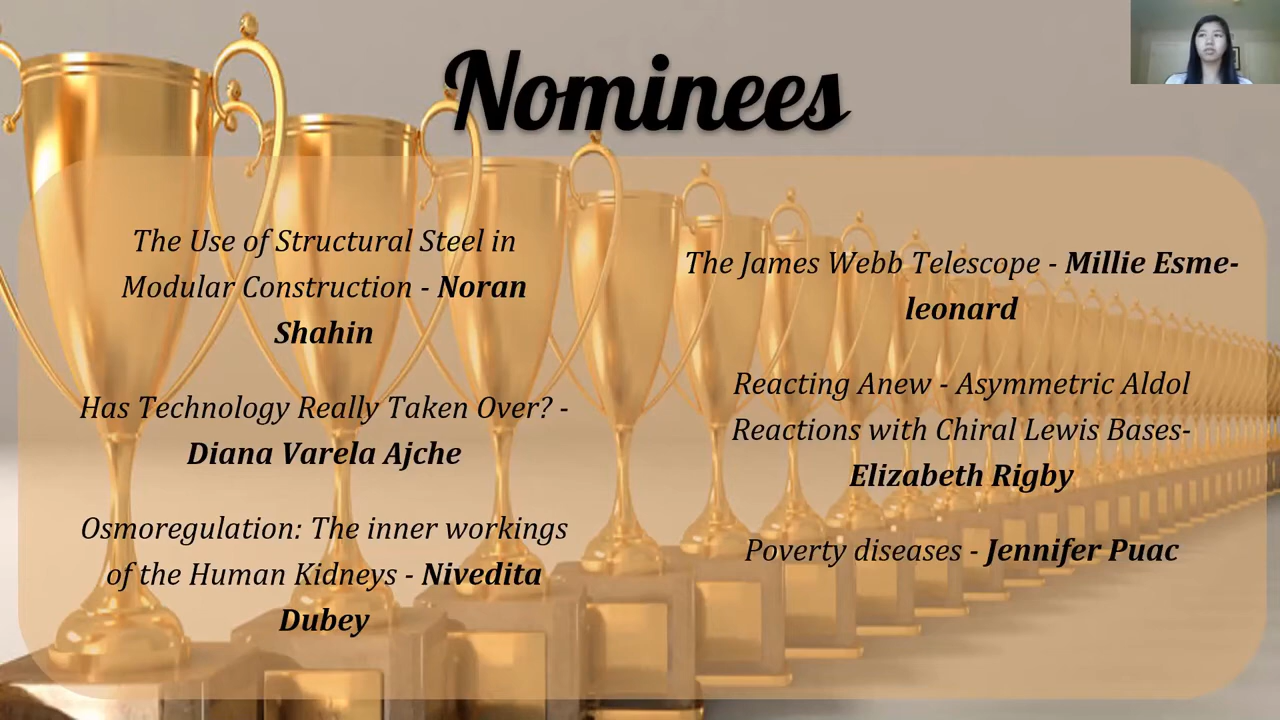 Nominees
The Use of Structural Steel in
Modular Construction - Noran
Shahin
Has Technology Really Taken Over? -
Diana Varela Ajche
Osmoregulation: The inner workings
of the Human Kidneys - Nivedita
Dubey
The James Webb Telescope - Millie Esme-
leonard
Reacting Anew - Asymmetric Aldol
Reactions with Chiral Lewis Bases-
Elizabeth Rigby
Poverty diseases - Jennifer Puac